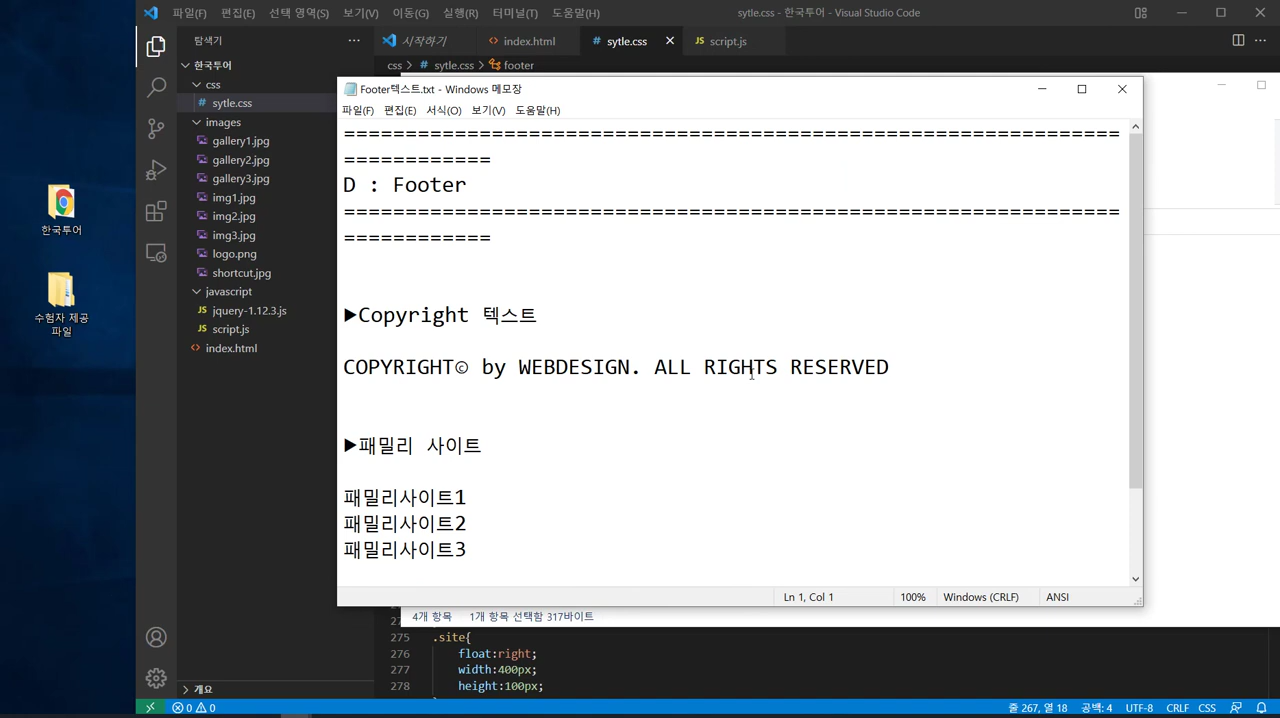 파일(F) 편집(E) 선택 영역(S) 보기(V) 이동(G) 실행(R) 터미널(T) 도움말(H) sytle.css - 한국투어 - Visual Studio Code
탐색기 ···
시작하기 index.html # sytle.css JS script.js
css > # sytle.css > footer
한국투어
css
# sytle.css
images
gallery1.jpg
gallery2.jpg
gallery3.jpg
img1.jpg
img2.jpg
img3.jpg
logo.png
shortcut.jpg
javascript
JS jquery-1.12.3.js
JS script.js
index.html
개요
한국투어
수험자 제공
파일
Footer텍스트.txt - Windows 메모장
파일(F) 편집(E) 서식(O) 보기(V) 도움말(H)
===============================================================
============
D : Footer
===============================================================
============
▶Copyright 텍스트
COPYRIGHT© by WEBDESIGN. ALL RIGHTS RESERVED
▶패밀리 사이트
패밀리사이트1
패밀리사이트2
패밀리사이트3
Ln 1, Col 1 100% Windows (CRLF) ANSI
4개 항목 1개 항목 선택함 317바이트
275 .site{
276 float:right;
277 width:400px;
278 height:100px;
0 0 줄 267, 열 18 공백: 4 UTF-8 CRLF CSS